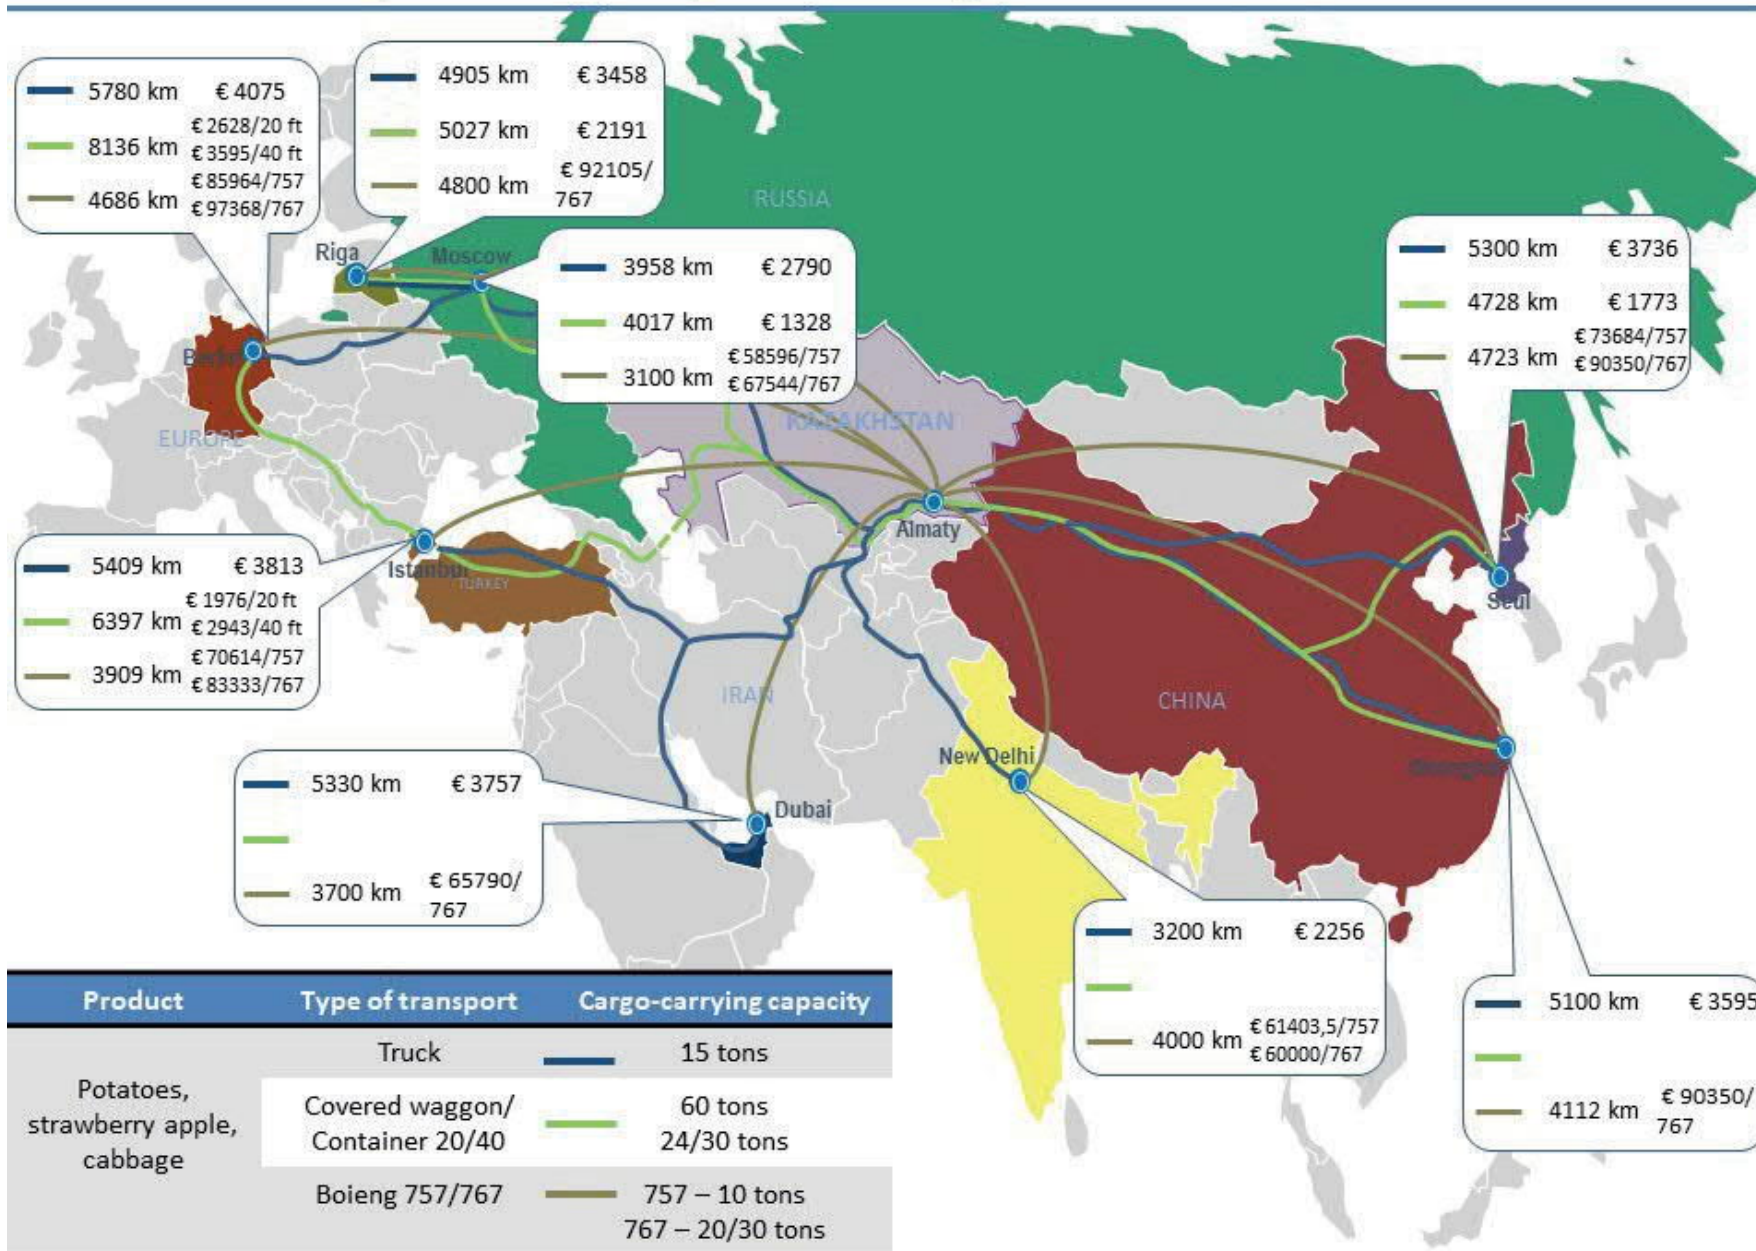 5780 km € 4075
€ 2628/20 ft
8136 km € 3595/40 ft
€ 85964/757
4686 km € 97368/767
4905 km € 3458
5027 km € 2191
4800 km € 92105/
767
RUSSIA
Riga
Moscow
3958 km € 2790
4017 km € 1328
€ 58596/757
3100 km € 67544/767
5300 km € 3736
4728 km € 1773
€ 73684/757
4723 km € 90350/767
EUROPE
KAZAKHSTAN
Almaty
Istanbul
TURKEY
5409 km € 3813
€ 1976/20 ft
6397 km € 2943/40 ft
€ 70614/757
3909 km € 83333/767
Seul
IRAN
CHINA
New Delhi
5330 km € 3757
3700 km € 65790/
767
Dubai
3200 km € 2256
€ 61403,5/757
4000 km € 60000/767
5100 km € 3595
4112 km € 90350/
767
Product Type of transport Cargo-carrying capacity
Potatoes,
strawberry apple,
cabbage
Truck 15 tons
Covered waggon/ 60 tons
Container 20/40 24/30 tons
Boieng 757/767 757 – 10 tons
767 – 20/30 tons